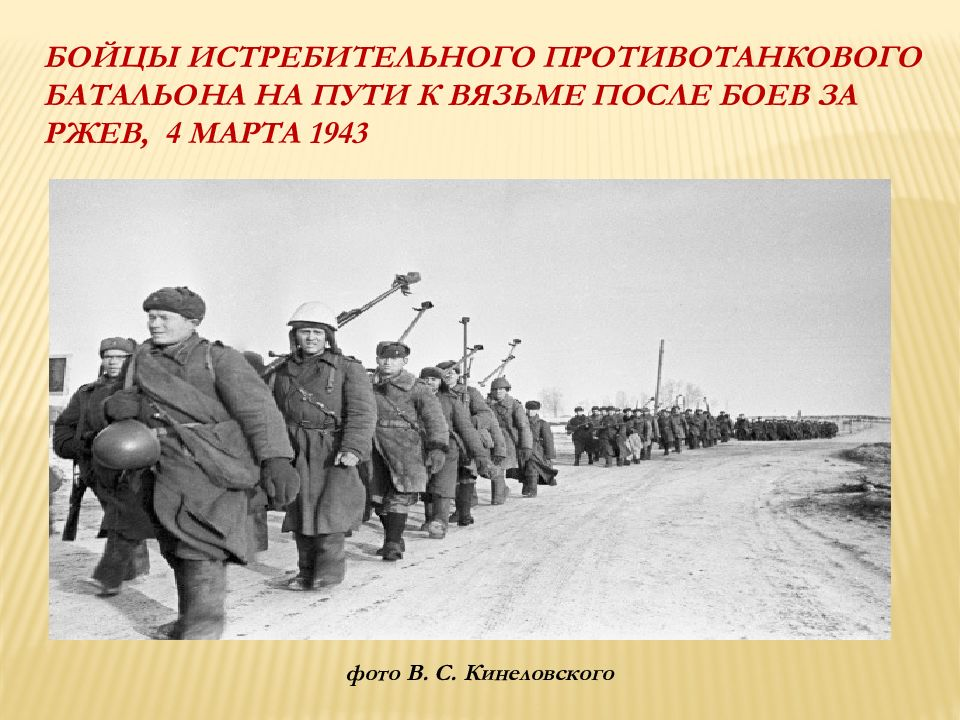 БОЙЦЫ ИСТРЕБИТЕЛЬНОГО ПРОТИВОТАНКОВОГО
БАТАЛЬОНА НА ПУТИ К ВЯЗЬМЕ ПОСЛЕ БОЕВ ЗА
РЖЕВ, 4 МАРТА 1943
фото В. С. Кинеловского